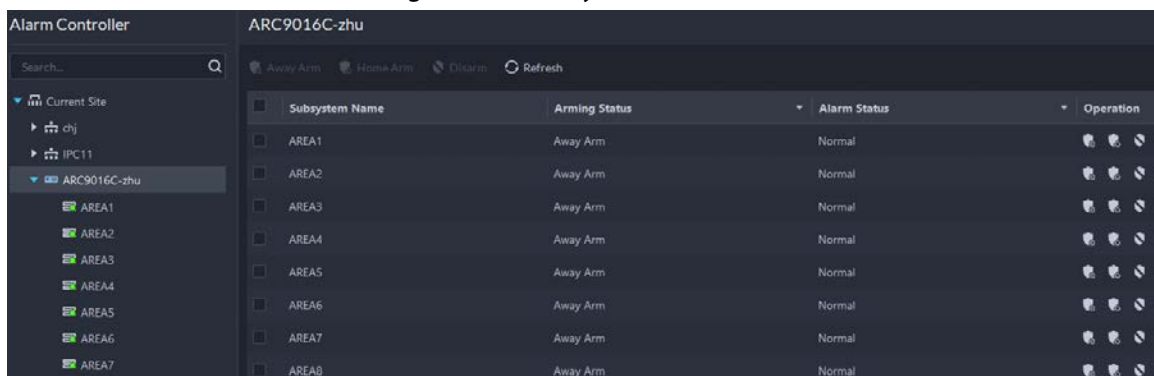 Alarm Controller
ARC9016C-zhu
Search...
Away Arm Home Arm Disarm Refresh
Current Site
chj
IPC11
ARC9016C-zhu
AREA1
AREA2
AREA3
AREA4
AREA5
AREA6
AREA7
Subsystem Name Arming Status Alarm Status Operation
AREA1 Away Arm Normal
AREA2 Away Arm Normal
AREA3 Away Arm Normal
AREA4 Away Arm Normal
AREA5 Away Arm Normal
AREA6 Away Arm Normal
AREA7 Away Arm Normal
AREA8 Away Arm Normal